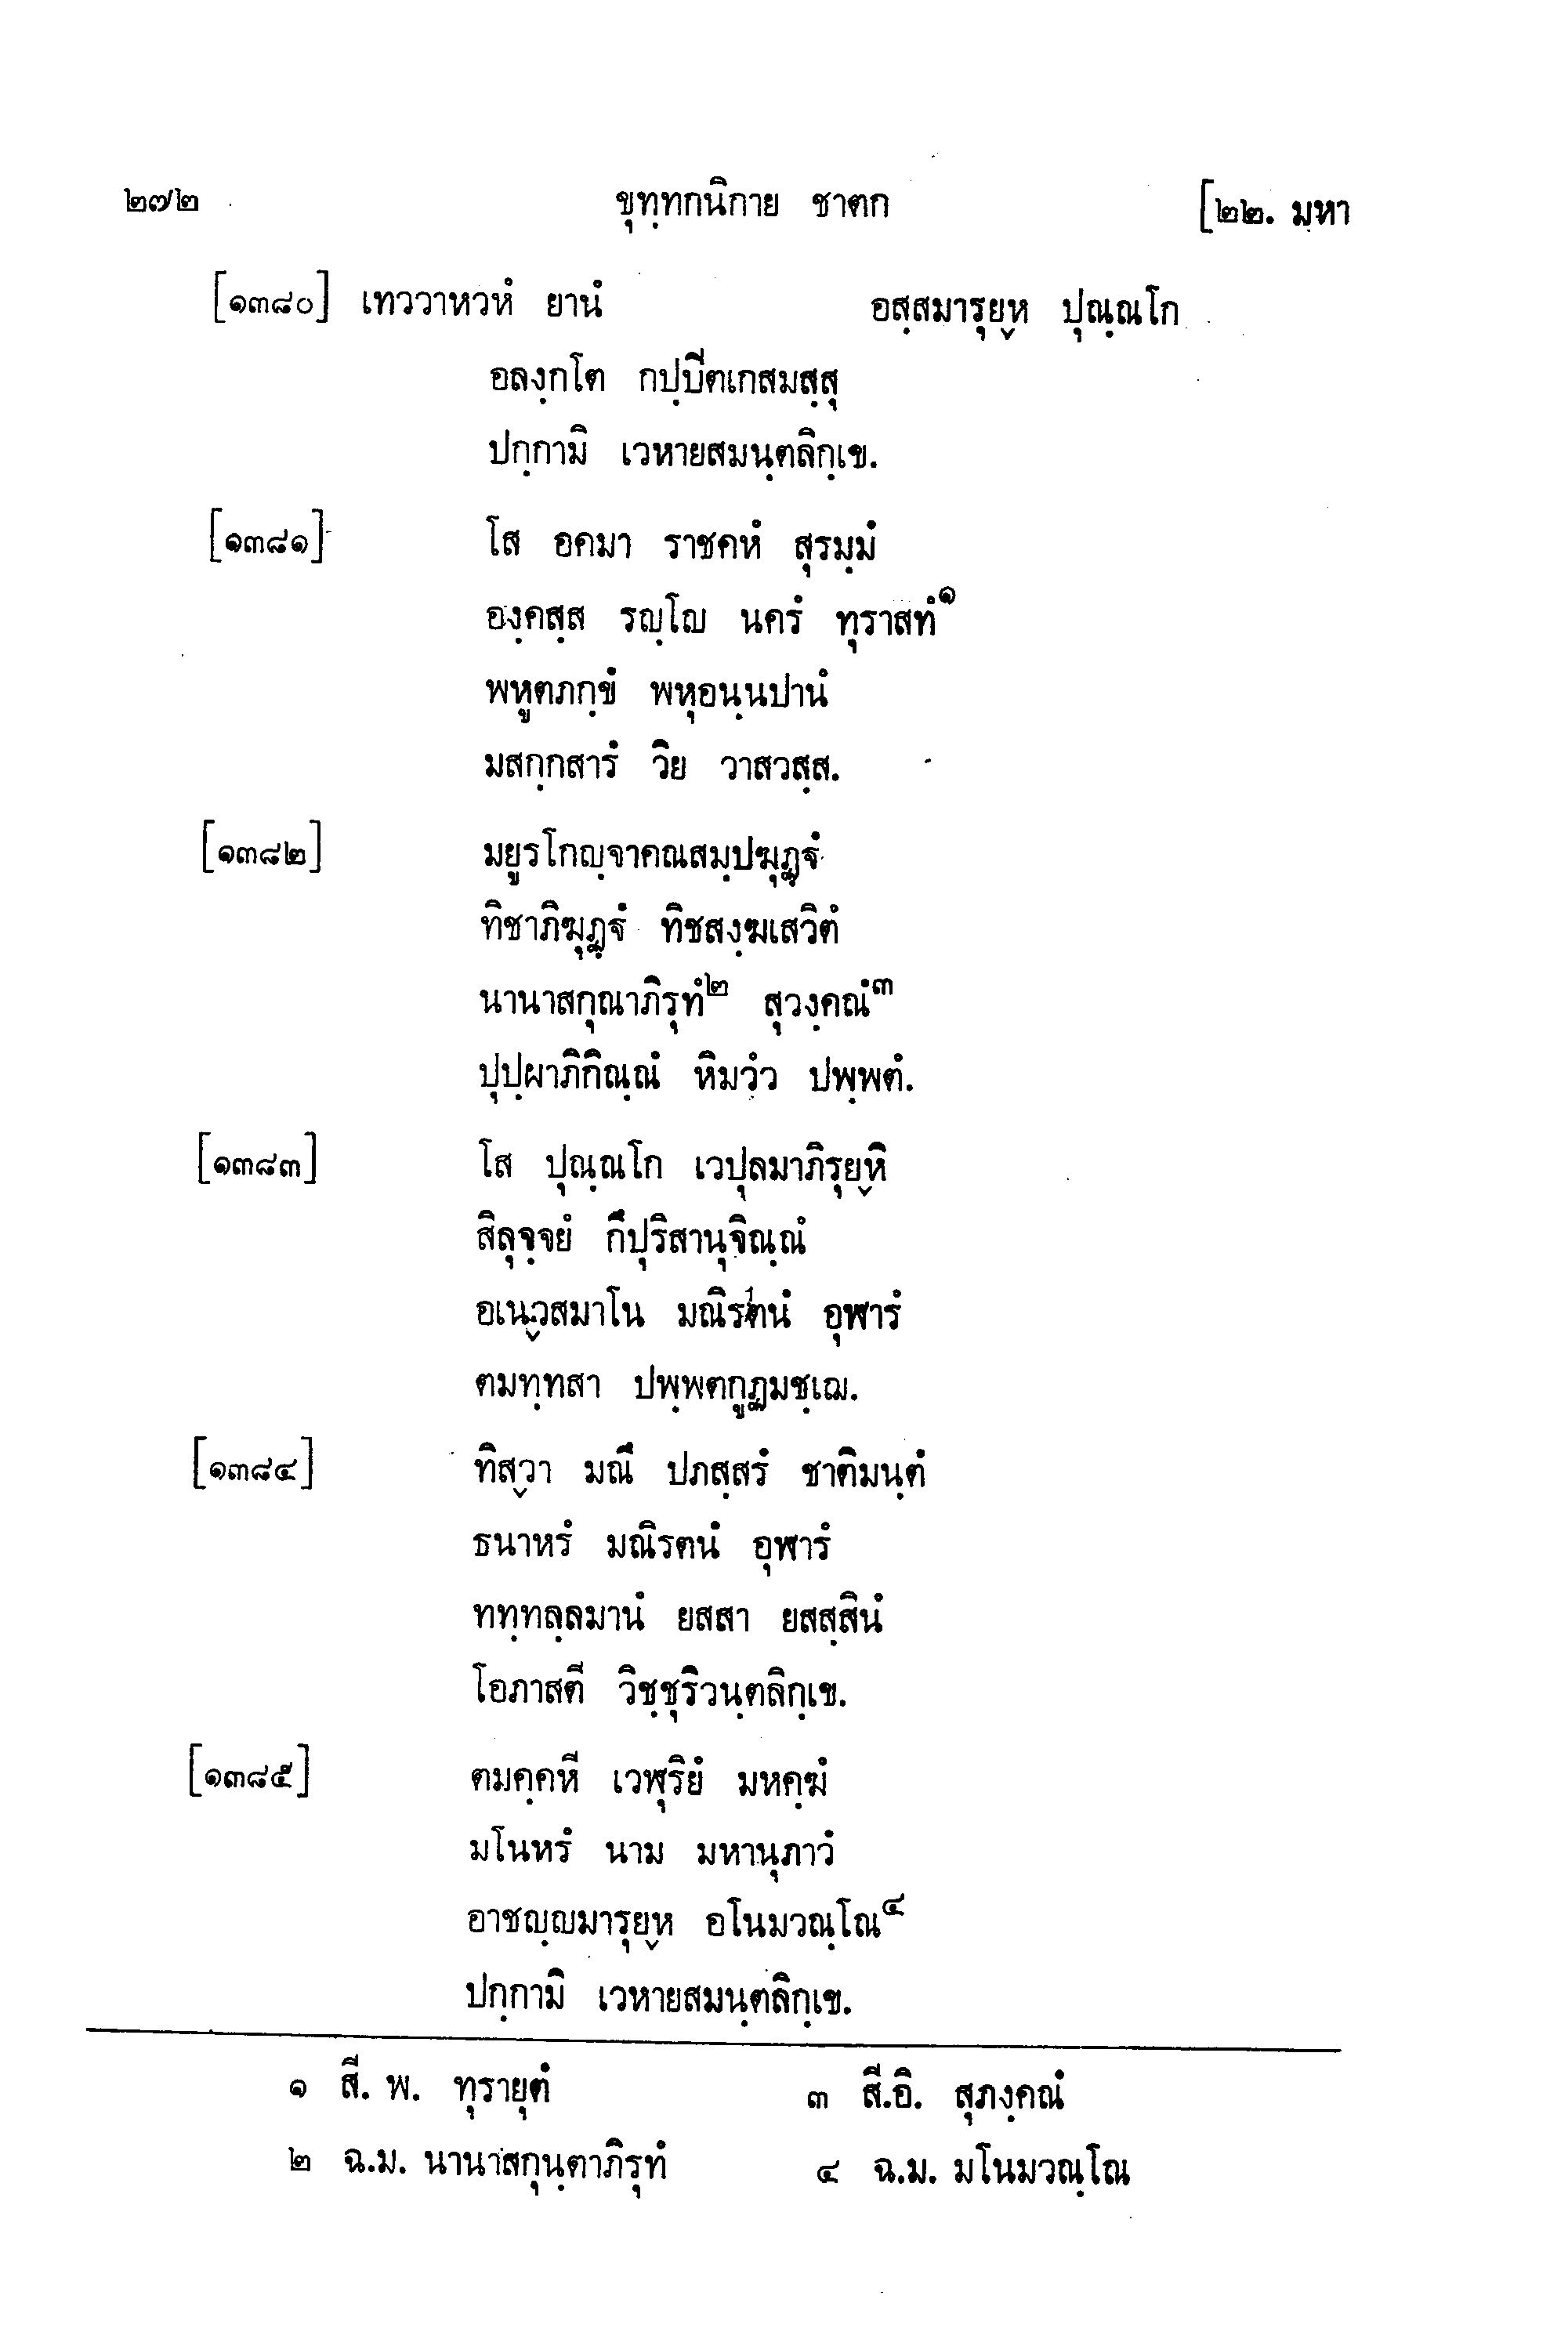 ๒๗๒ ขุทฺทกนิกาย ชาตก [๒๒. มหา
[๑๓๘๐] เทววาหวหํ ยานํ อสฺสมารุยฺห ปุณฺณโก
อลงฺกโต กปฺปิตเกสมสฺสุ
ปกฺกามิ เวหายสมนฺตลิกฺเข.
[๑๓๘๑] โส อคมา ราชคหํ สุรมฺมํ
องฺคสฺส รญฺโญ นครํ ทุราสทํ๑
พหูตภกฺขํ พหุอนฺนปานํ
มสกฺกสารํ วิย วาสวสฺส.
[๑๓๘๒] มยูรโกญฺจาคณสมฺปฆุฏฺฐํ
ทิชาภิฆุฏฺฐํ ทิชสงฺฆเสวิตํ
นานาสกุณาภิรุทํ๒ สุวงฺคณํ๓
ปุปฺผาภิกิณฺณํ หิมวํว ปพฺพตํ.
[๑๓๘๓] โส ปุณฺณโก เวปุลมาภิรุยฺหิ
สิลุจฺจยํ กึปุริสานุจิณฺณํ
อเนฺวสมาโน มณิรตนํ อุฬารํ
ตมทฺทสา ปพฺพตกูฏมชฺเฌ.
[๑๓๘๔] ทิสฺวา มณึ ปภสฺสรํ ชาติมนฺตํ
ธนาหรํ มณิรตนํ อุฬารํ
ททฺทลฺลมานํ ยสสา ยสสฺสินํ
โอภาสตี วิชฺชุริวนฺตลิกฺเข.
[๑๓๘๕] ตมคฺคหี เวฬุริยํ มหคฺฆํ
มโนหรํ นาม มหานุภาวํ
อาชญฺญมารุยฺห อโนมวณฺโณ๔
ปกฺกามิ เวหายสมนฺตลิกฺเข.
๑ สี. พ. ทุรายุตํ ๓ สี.อิ. สุภงฺคณํ
๒ ฉ.ม. นานาสกุนฺตาภิรุทํ ๔ ฉ.ม. มโนมวณฺโณ